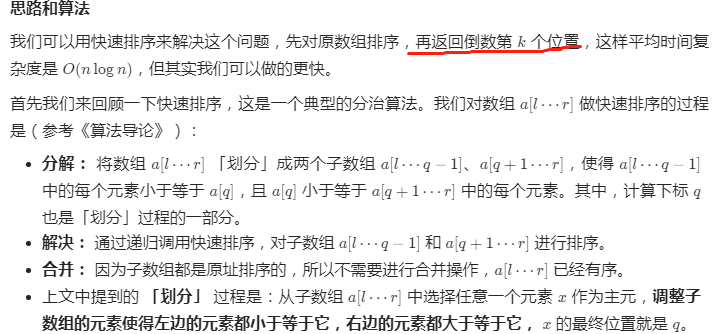 思路和算法
我们可以用快速排序来解决这个问题，先对原数组排序，再返回倒数第 k 个位置，这样平均时间复
杂度是 O(n log n)，但其实我们可以做的更快。
首先我们来回顾一下快速排序，这是一个典型的分治算法。我们对数组 a[l⋯r] 做快速排序的过程
是（参考《算法导论》）：
• 分解： 将数组 a[l⋯r] 「划分」成两个子数组 a[l⋯q−1]、a[q+1⋯r]，使得 a[l⋯q−1]
中的每个元素小于等于 a[q]，且 a[q] 小于等于 a[q+1⋯r] 中的每个元素。其中，计算下标 q
也是「划分」过程的一部分。
• 解决： 通过递归调用快速排序，对子数组 a[l⋯q−1] 和 a[q+1⋯r] 进行排序。
• 合并： 因为子数组都是原址排序的，所以不需要进行合并操作，a[l⋯r] 已经有序。
• 上文中提到的 「划分」 过程是：从子数组 a[l⋯r] 中选择任意一个元素 x 作为主元，调整子
数组的元素使得左边的元素都小于等于它，右边的元素都大于等于它， x 的最终位置就是 q。